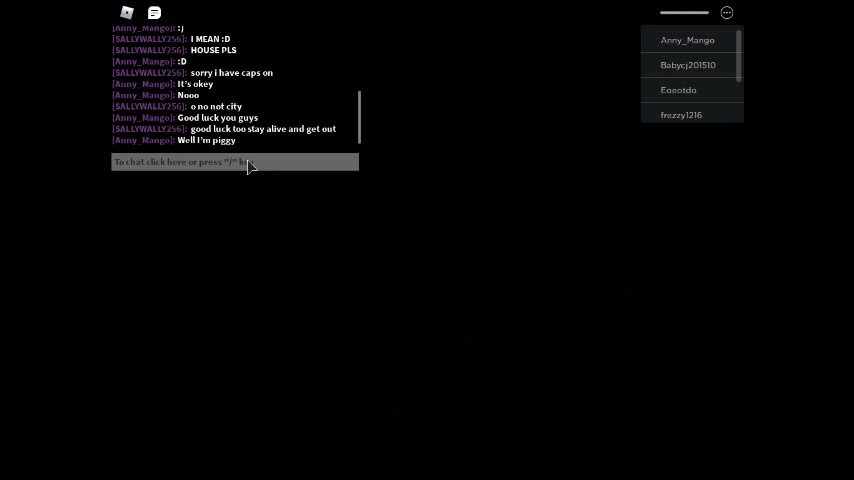 [Anny_Mango]: :)
[SALLYWALLY256]: I MEAN :D
[SALLYWALLY256]: HOUSE PLS
[Anny_Mango]: :D
[SALLYWALLY256]: sorry i have caps on
[Anny_Mango]: It's okey
[Anny_Mango]: Nooo
[SALLYWALLY256]: o no not city
[Anny_Mango]: Good luck you guys
[SALLYWALLY256]: good luck too stay alive and get out
[Anny_Mango]: Well I'm piggy
To chat click here or press "/" key
Anny_Mango
Babycj201510
Eoeotdo
frezzy1216